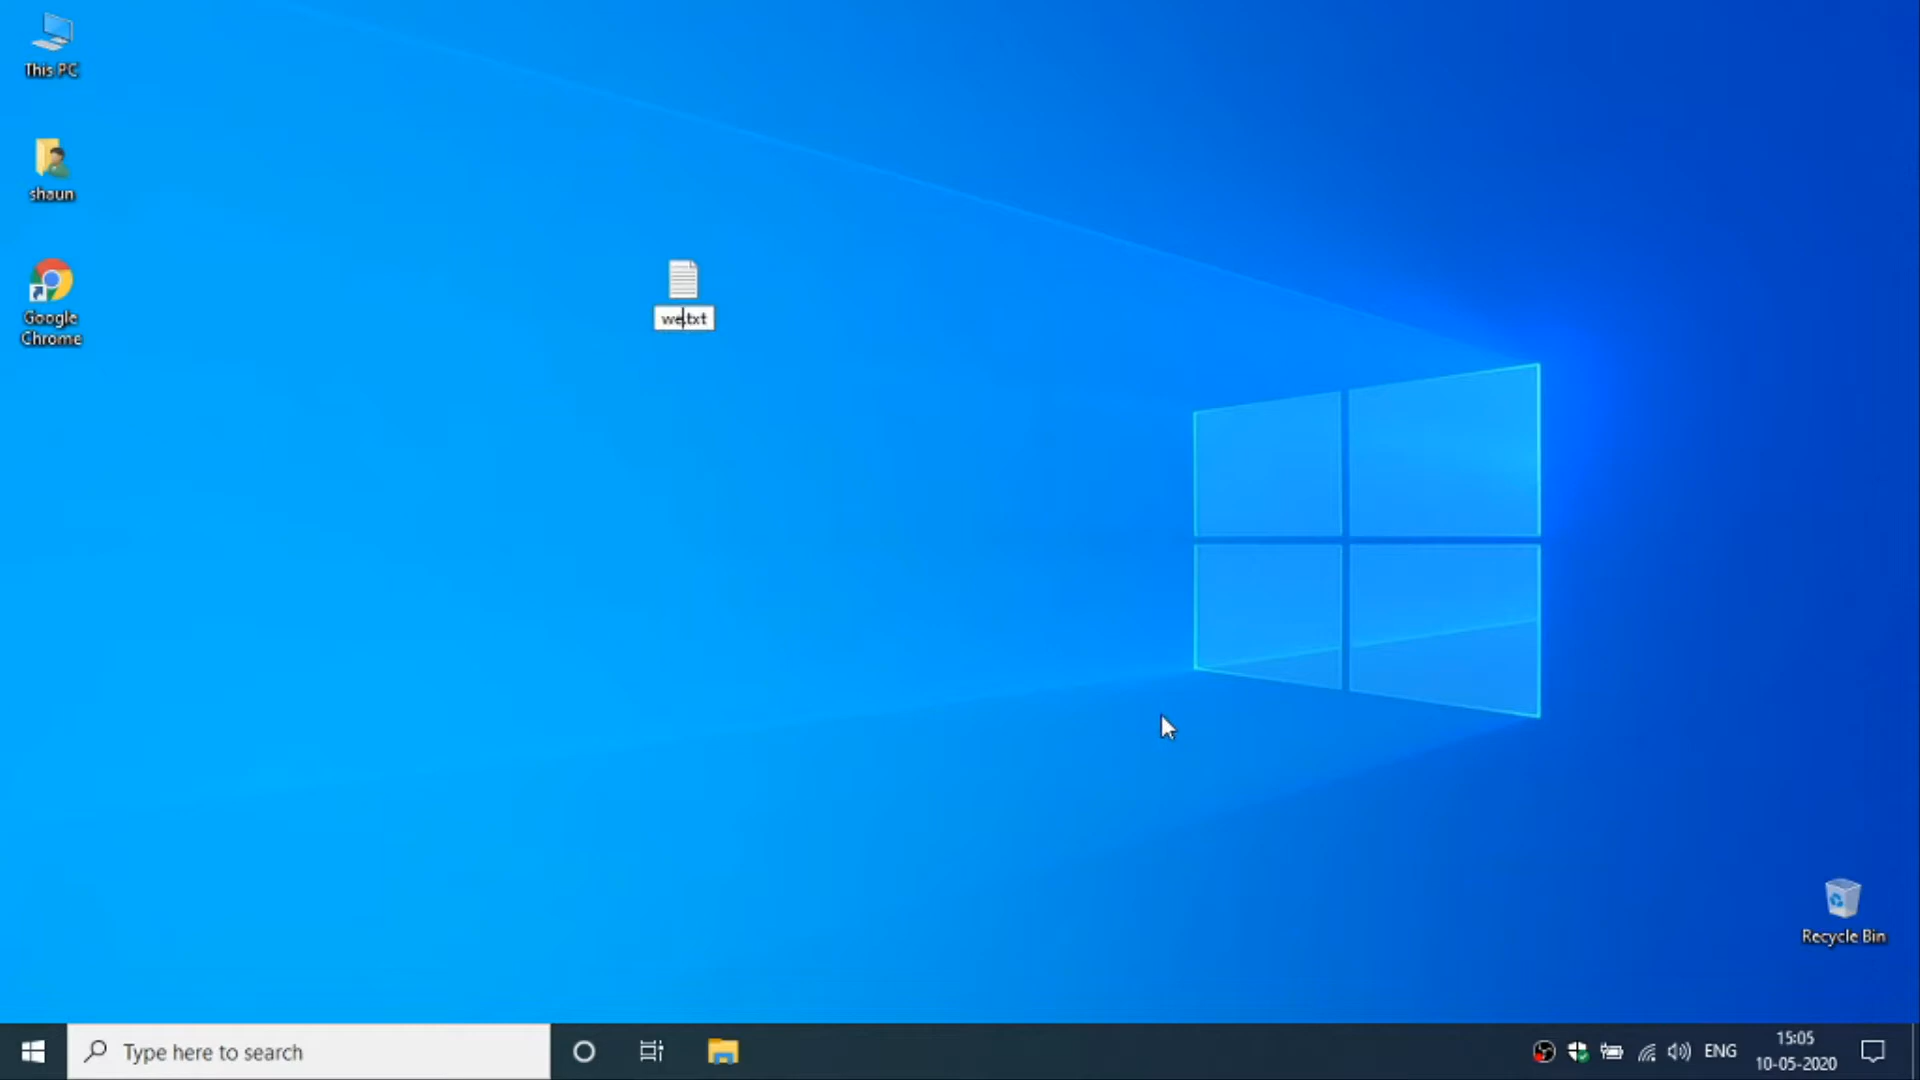 This PC
shaun
Google
Chrome
we.txt
Recycle Bin
Type here to search
ENG
15:05
10-05-2020